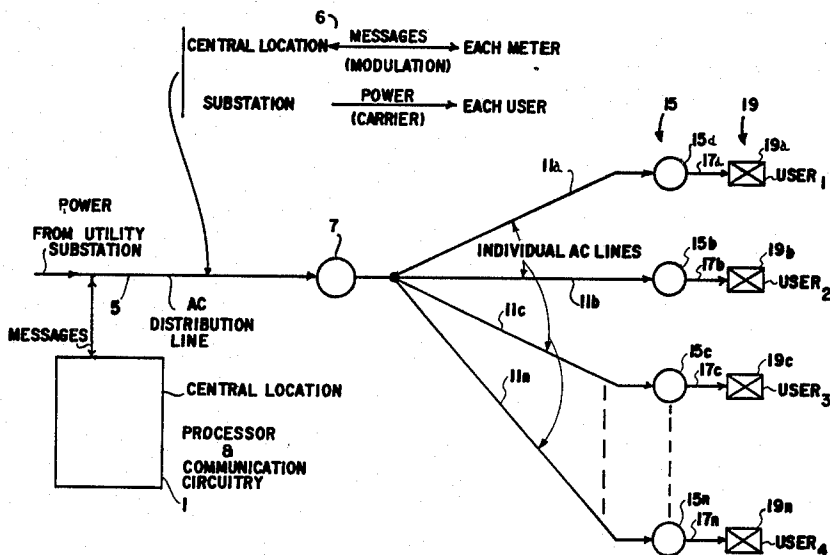 6
CENTRAL LOCATION MESSAGES EACH METER
(MODULATION)
SUBSTATION POWER EACH USER
(CARRIER)
15 19
15d 19a
11a 17a USER1
POWER
FROM UTILITY
SUBSTATION
7
INDIVIDUAL AC LINES
15b 19b
17b USER2
11b
5
AC
DISTRIBUTION
LINE
MESSAGES
11c
15c 19c
17c USER3
11n
CENTRAL LOCATION
PROCESSOR
&
COMMUNICATION
CIRCUITRY
1
15n 19n
17n USER4